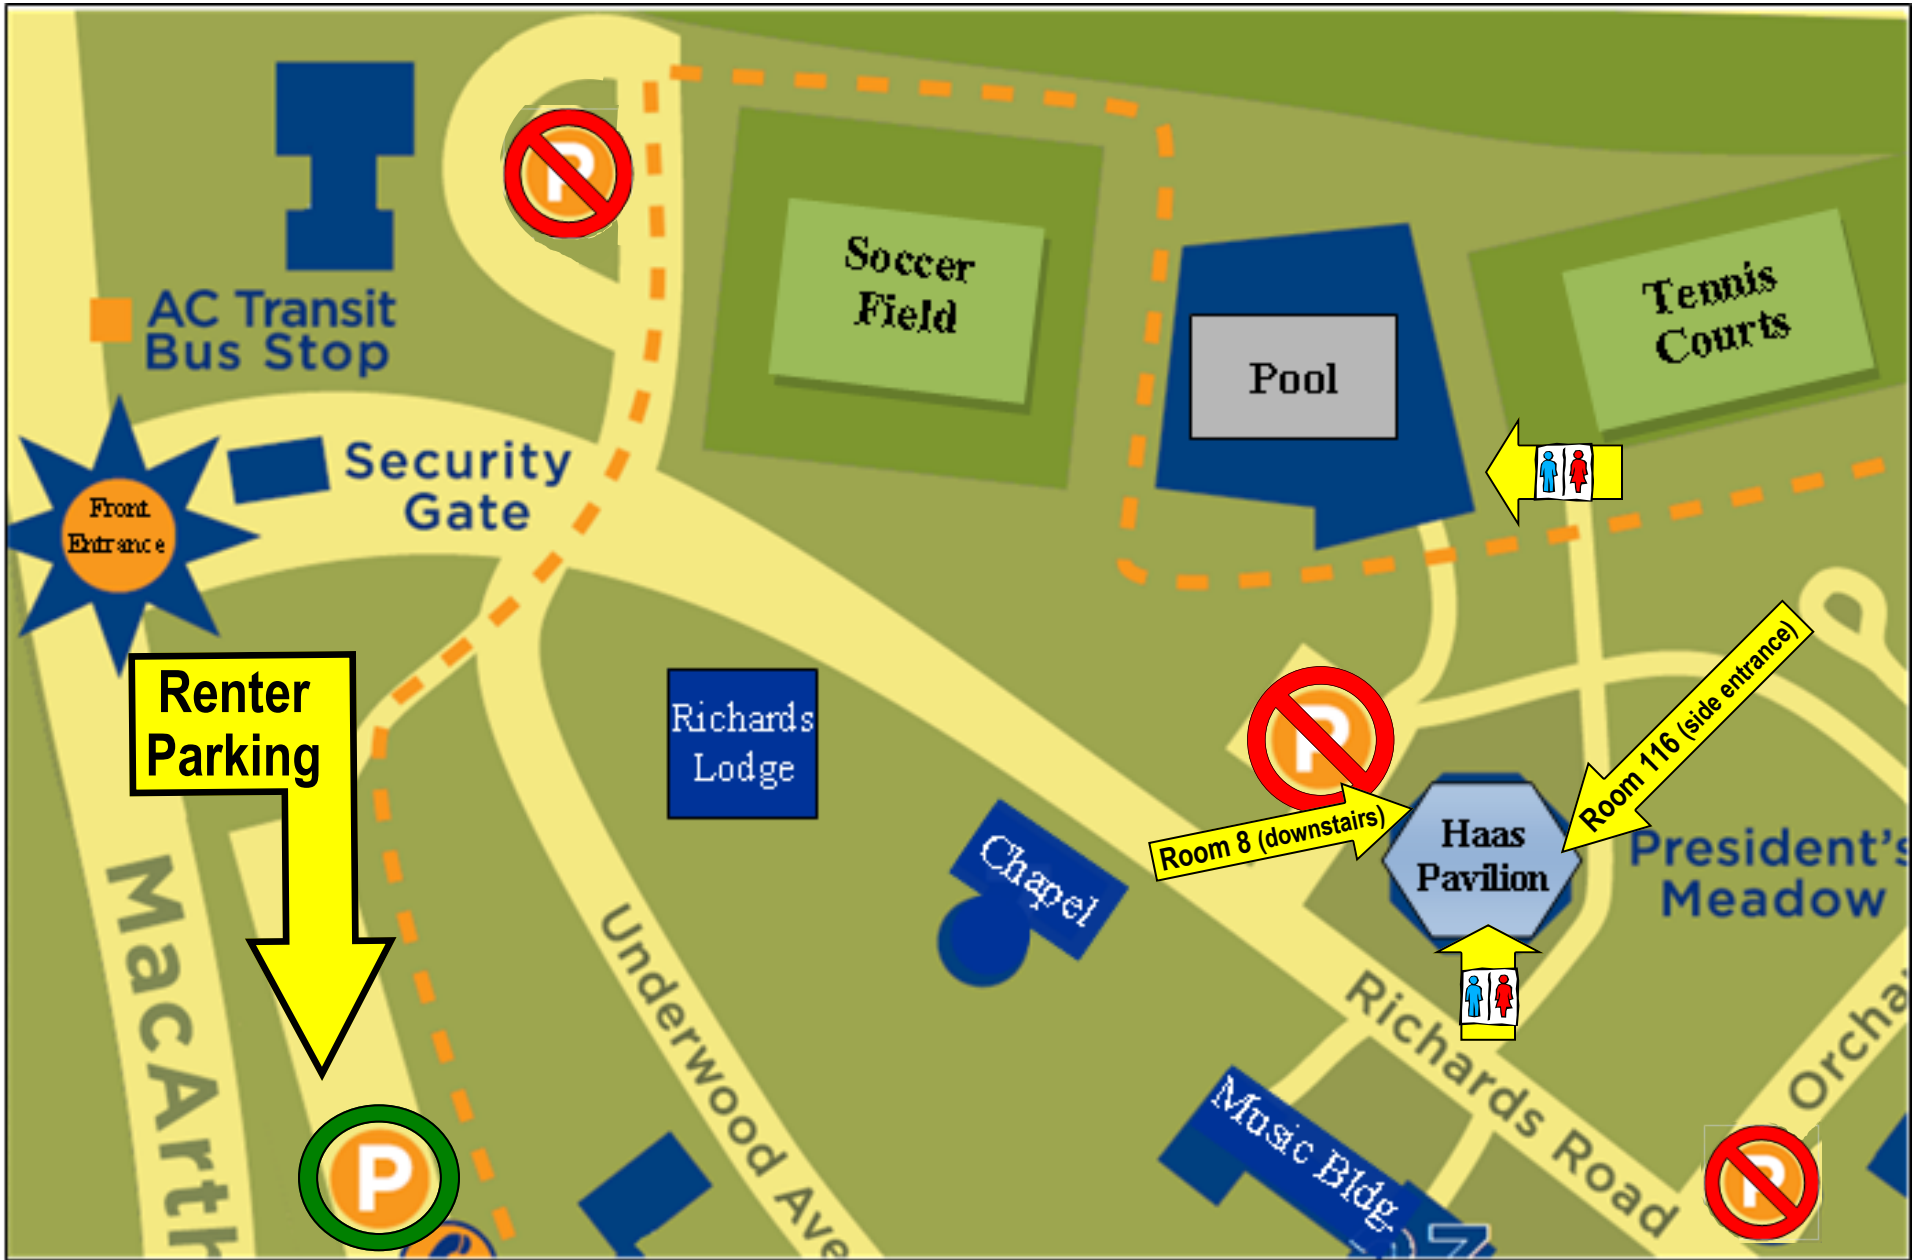 Soccer
Field
Tennis
Courts
Pool
AC Transit
Bus Stop
Security
Gate
Front
Entrance
P
Renter
Parking
Richards
Lodge
P
Room 8 (downstairs)
Room 116 (side entrance)
Haas
Pavilion
President's
Meadow
Chapel
MacArth
Underwood Ave
Richards Road
Orcha
Music Bldg
P
P